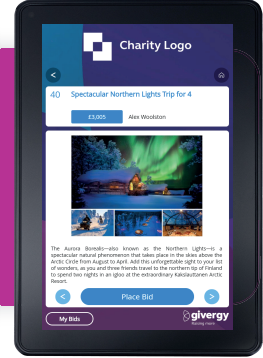 Charity Logo
40 Spectacular Northern Lights Trip for 4
£3,005 Alex Woolston
The Aurora Borealis—also known as the Northern Lights—is a
spectacular natural phenomenon that takes place in the skies above the
Arctic Circle from August to April. Add this unforgettable sight to your list
of wonders, as you and three friends travel to the northern tip of Finland
to spend two nights in an igloo at the extraordinary Kakslauttanen Arctic
Resort.
< Place Bid >
My Bids
givergy
Raising more